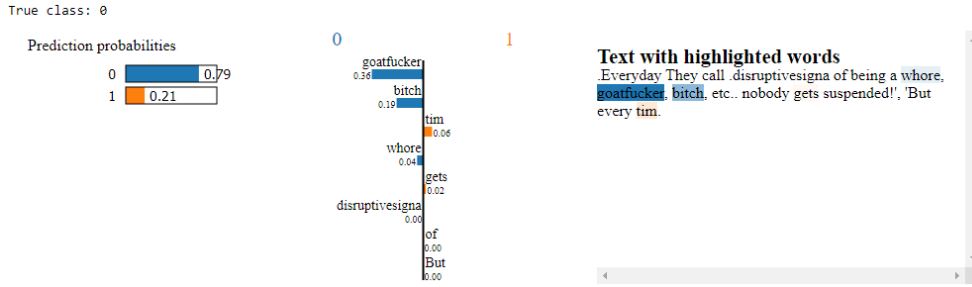 True class: 0
Prediction probabilities
0 0.79
1 0.21
0 1
goatfucker
0.36
bitch
0.19
tim
0.06
whore
0.04
gets
0.02
disruptivesigna
0.00
of
0.00
But
0.00
Text with highlighted words
.Everyday They call .disruptivesigna of being a whore,
goatfucker, bitch, etc.. nobody gets suspended!', 'But
every tim.